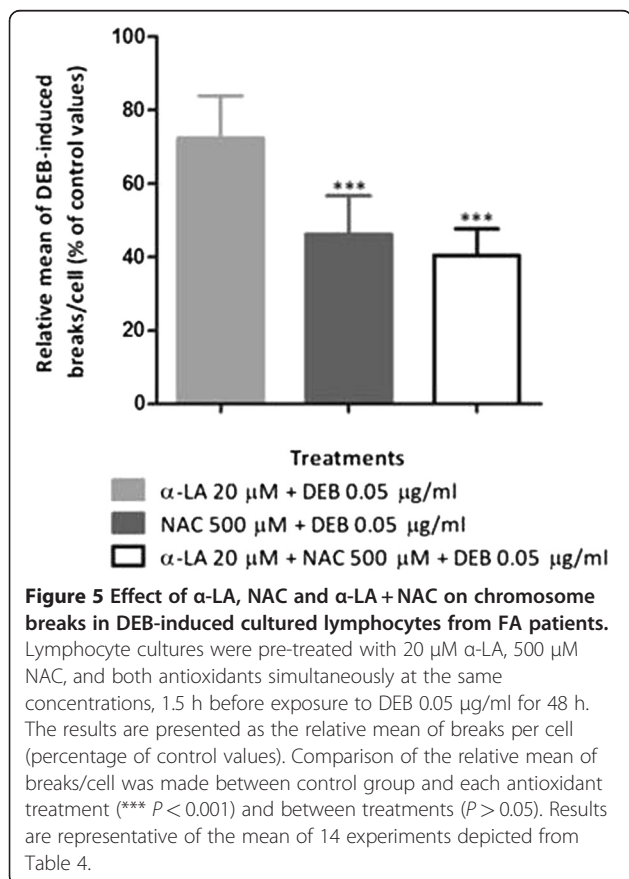 100
80
60
40
20
0
Relative mean of DEB-induced
breaks/cell (% of control values)
***
***
Treatments
α-LA 20 μM + DEB 0.05 μg/ml
NAC 500 μM + DEB 0.05 μg/ml
α-LA 20 μM + NAC 500 μM + DEB 0.05 μg/ml
Figure 5 Effect of α-LA, NAC and α-LA + NAC on chromosome
breaks in DEB-induced cultured lymphocytes from FA patients.
Lymphocyte cultures were pre-treated with 20 μM α-LA, 500 μM
NAC, and both antioxidants simultaneously at the same
concentrations, 1.5 h before exposure to DEB 0.05 μg/ml for 48 h.
The results are presented as the relative mean of breaks per cell
(percentage of control values). Comparison of the relative mean of
breaks/cell was made between control group and each antioxidant
treatment (*** P < 0.001) and between treatments (P > 0.05). Results
are representative of the mean of 14 experiments depicted from
Table 4.